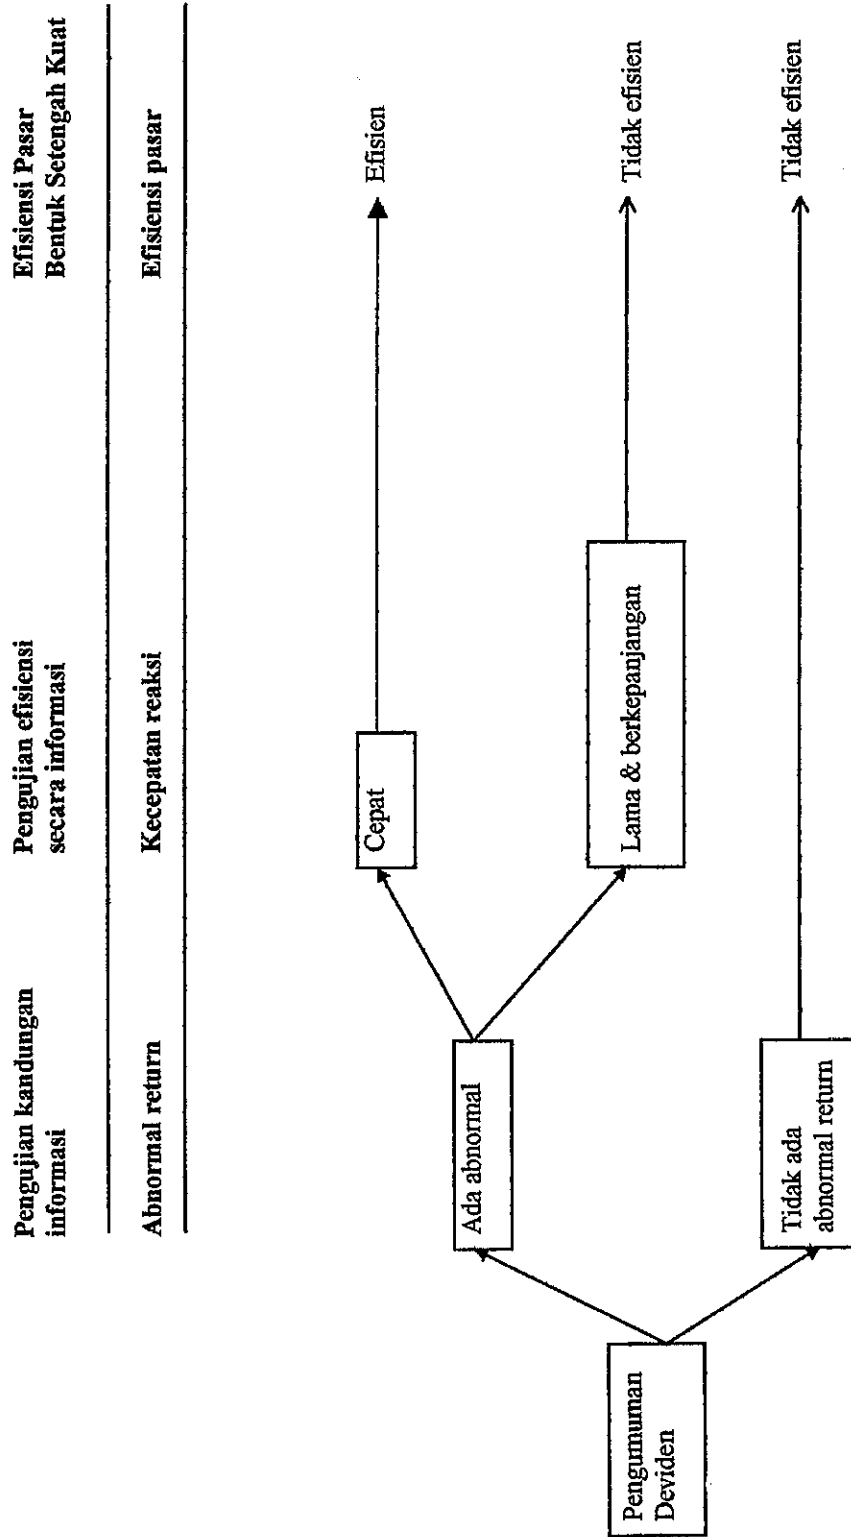 Pengujian kandungan
informasi
Pengujian efisiensi
secara informasi
Efisiensi Pasar
Bentuk Setengah Kuat
Abnormal return
Kecepatan reaksi
Efisiensi pasar
Cepat
Efisien
Ada abnormal
Lama & berkepanjangan
Tidak efisien
Pengumuman
Deviden
Tidak ada
abnormal return
Tidak efisien